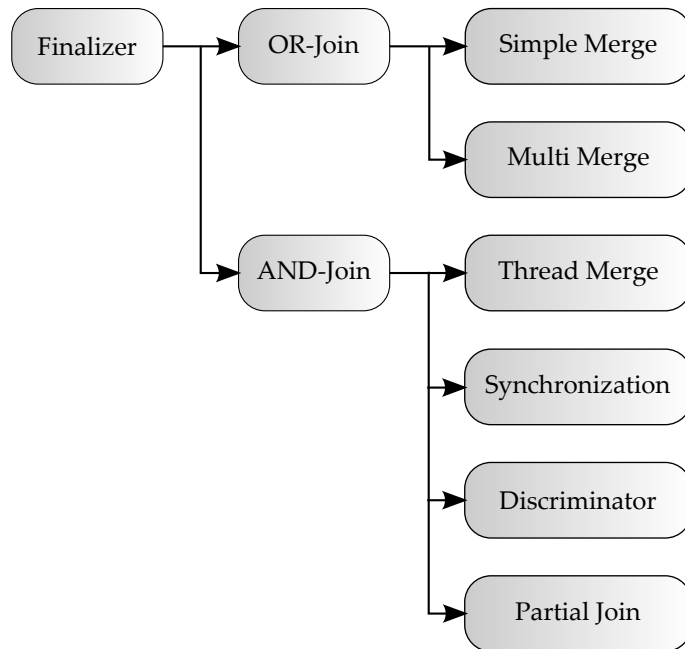 Finalizer
OR-Join
Simple Merge
Multi Merge
AND-Join
Thread Merge
Synchronization
Discriminator
Partial Join